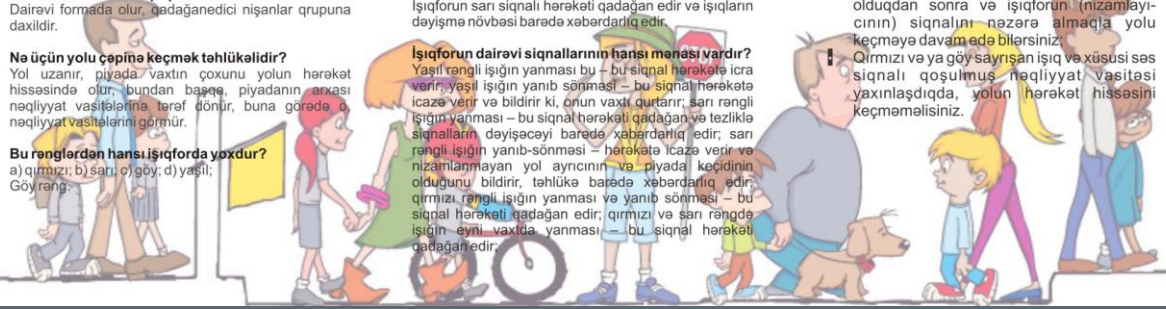 Dairəvi formada olur, qadağanedici nişanlar qrupuna
daxildir.
Nə üçün yolu çəpinə keçmək təhlükəlidir?
Yol uzanır, piyada vaxtın çoxunu yolun hərəkət
hissəsində olur, bundan başqa, piyadanın arxası
nəqliyyat vasitələrinə tərəf dönür, buna görədə o,
nəqliyyat vasitələrini görmür.
Bu rənglərdən hansı işıqforda yoxdur?
a) qırmızı; b) sarı; c) göy; d) yaşıl;
Göy rəng.
İşıqforun sarı siqnalı hərəkəti qadağan edir və işıqların
dəyişmə növbəsi barədə xəbərdarlıq edir.
İşıqforun dairəvi siqnallarının hansı mənası vardır?
Yaşıl rəngli işığın yanması bu – bu siqnal hərəkətə icra
verir; yaşıl işığın yanıb sönməsi – bu siqnal hərəkətə
icazə verir və bildirir ki, onun vaxtı qurtarır; sarı rəngli
işığın yanması – bu siqnal hərəkəti qadağan və tezliklə
siqnalların dəyişəcəyi barədə xəbərdarlıq edir; sarı
rəngli işığın yanıb-sönməsi – hərəkətə icazə verir və
nizamlanmayan yol ayrıcının və piyada keçidinin
olduğunu bildirir, təhlükə barədə xəbərdarlıq edir;
qırmızı rəngli işığın yanması və yanıb sönməsi – bu
siqnal hərəkəti qadağan edir; qırmızı və sarı rəngdə
işığın eyni vaxtda yanması – bu siqnal hərəkəti
qadağan edir;
olduqdan sonra və işıqforun (nizamlayı-
cının) siqnalını nəzərə almaqla yolu
keçməyə davam edə bilərsiniz;
Qırmızı və ya göy sayrışan işıq və xüsusi səs
siqnalı qoşulmuş nəqliyyat vasitəsi
yaxınlaşdıqda, yolun hərəkət hissəsini
keçməməlisiniz.